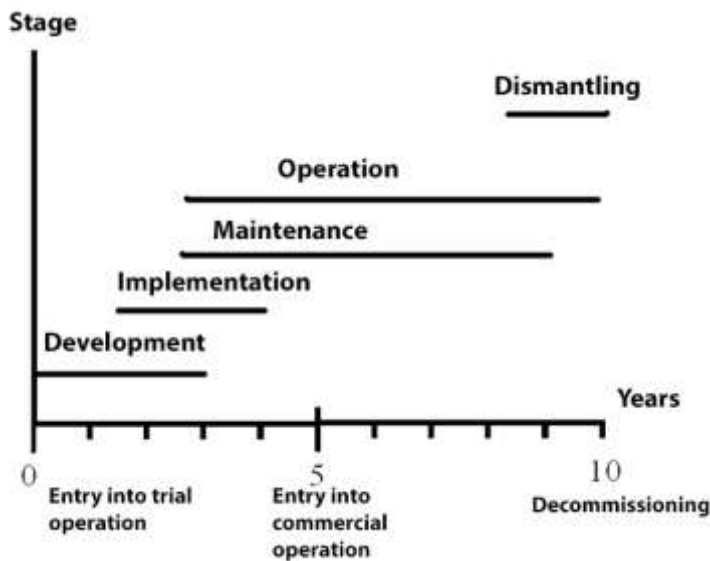 Stage
Dismantling
Operation
Maintenance
Implementation
Development
Years
0
5
10
Entry into trial
operation
Entry into
commercial
operation
Decommissioning